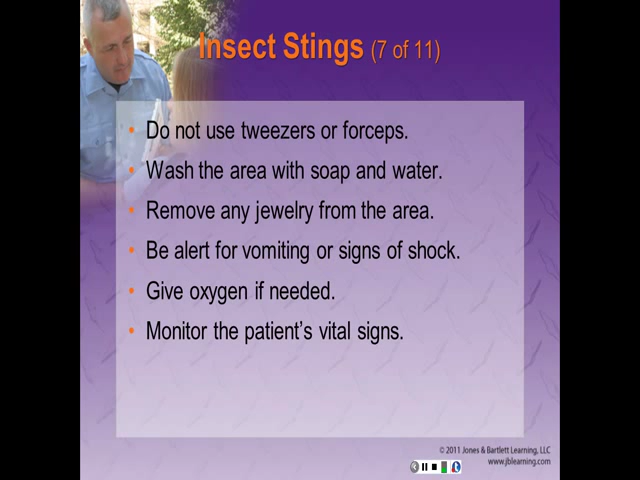 Insect Stings (7 of 11)
• Do not use tweezers or forceps.
• Wash the area with soap and water.
• Remove any jewelry from the area.
• Be alert for vomiting or signs of shock.
• Give oxygen if needed.
• Monitor the patient’s vital signs.
© 2011 Jones & Bartlett Learning, LLC
www.jblearning.com